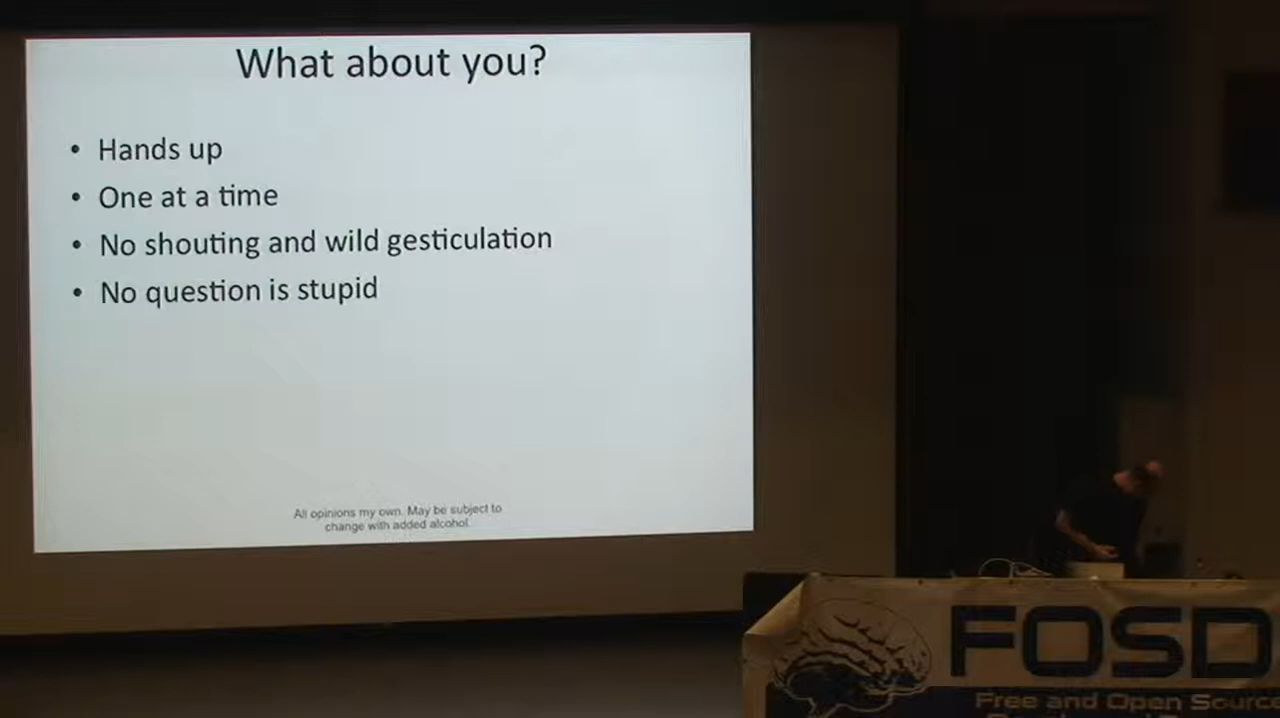 What about you?
• Hands up
• One at a time
• No shouting and wild gesticulation
• No question is stupid
All opinions my own. May be subject to
change with added alcohol.
FOSD
Free and Open Source